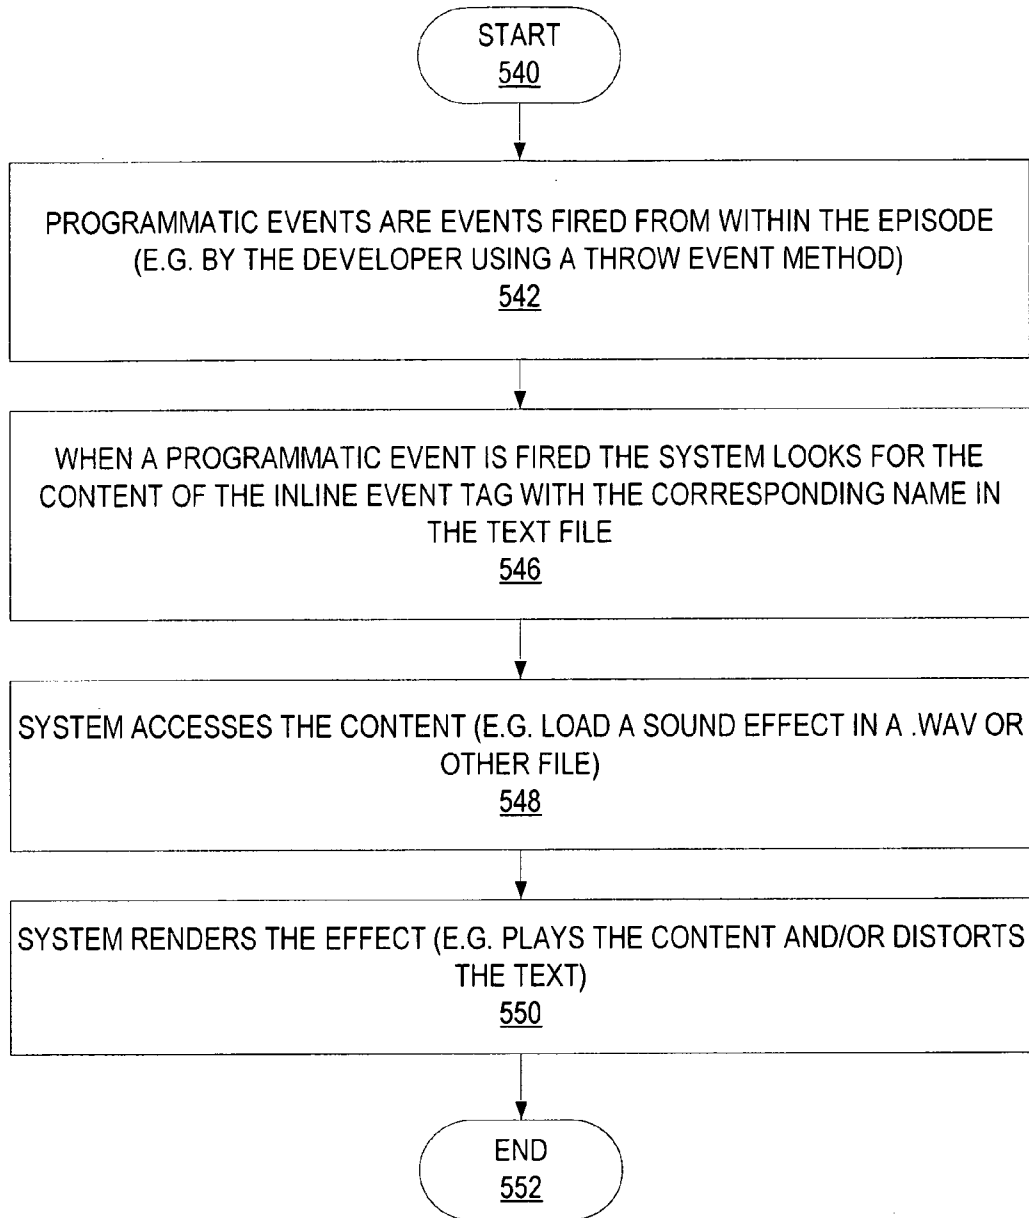 START
540
PROGRAMMATIC EVENTS ARE EVENTS FIRED FROM WITHIN THE EPISODE
(E.G. BY THE DEVELOPER USING A THROW EVENT METHOD)
542
WHEN A PROGRAMMATIC EVENT IS FIRED THE SYSTEM LOOKS FOR THE
CONTENT OF THE INLINE EVENT TAG WITH THE CORRESPONDING NAME IN
THE TEXT FILE
546
SYSTEM ACCESSES THE CONTENT (E.G. LOAD A SOUND EFFECT IN A .WAV OR
OTHER FILE)
548
SYSTEM RENDERS THE EFFECT (E.G. PLAYS THE CONTENT AND/OR DISTORTS
THE TEXT)
550
END
552